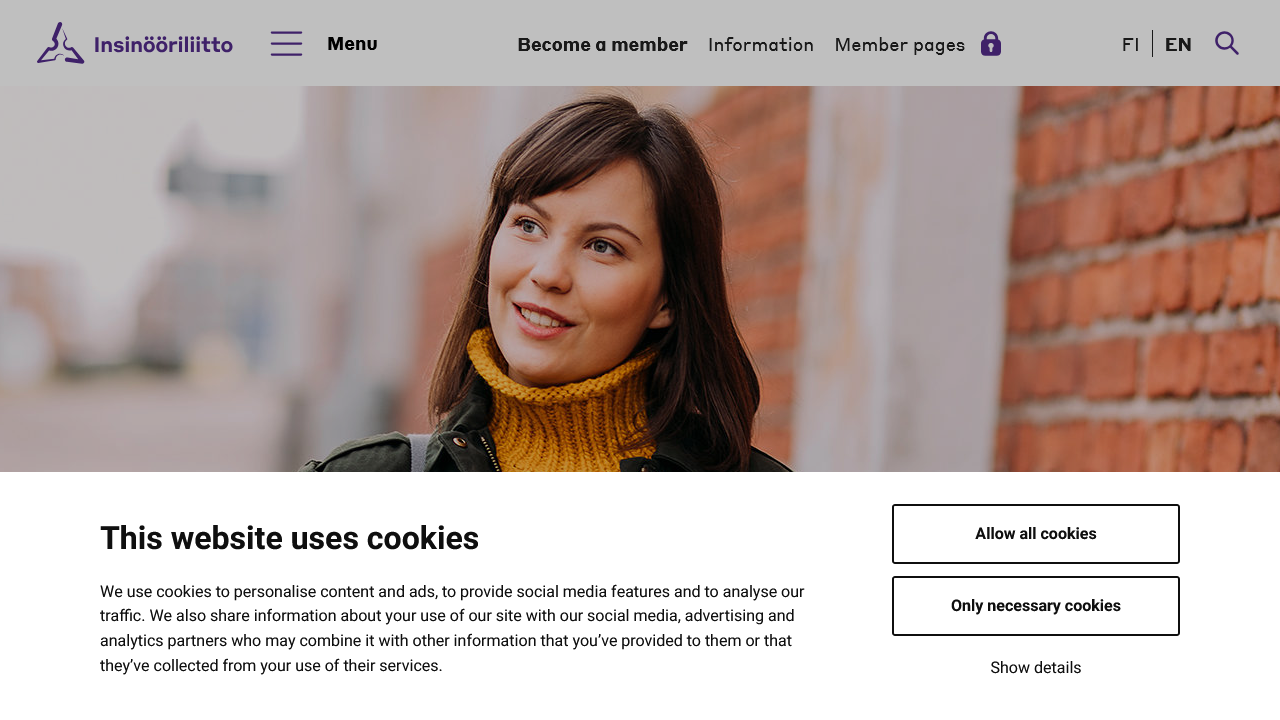 Insinööriliitto
Menu
Become a member
Information
Member pages
FI
EN
This website uses cookies
We use cookies to personalise content and ads, to provide social media features and to analyse our
traffic. We also share information about your use of our site with our social media, advertising and
analytics partners who may combine it with other information that you’ve provided to them or that
they’ve collected from your use of their services.
Allow all cookies
Only necessary cookies
Show details